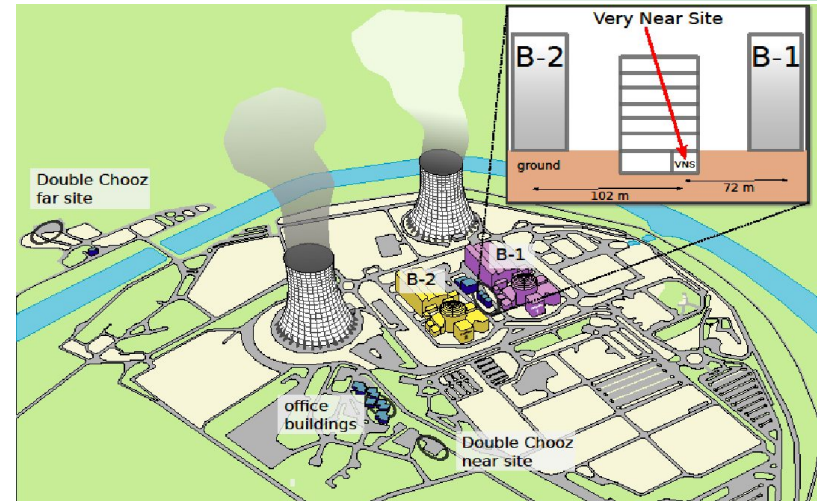 Very Near Site
B-2
B-1
ground
VNS
102 m
72 m
Double Chooz
far site
B-1
B-2
office
buildings
Double Chooz
near site